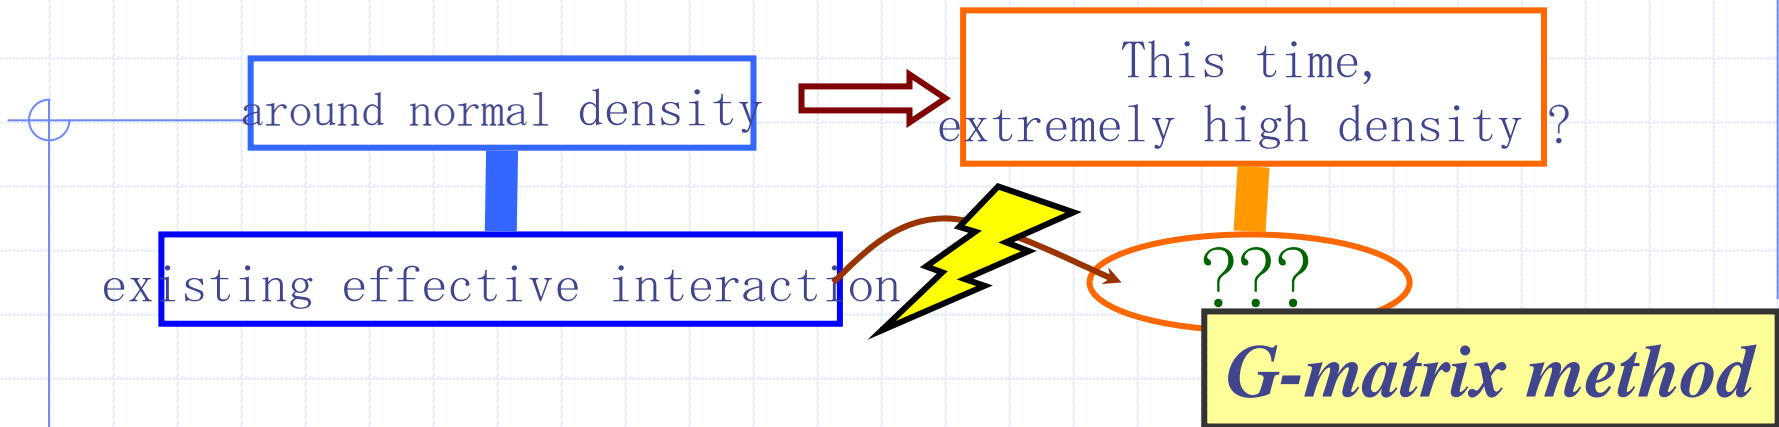 around normal density
This time,
extremely high density ?
existing effective interaction
???
G-matrix method